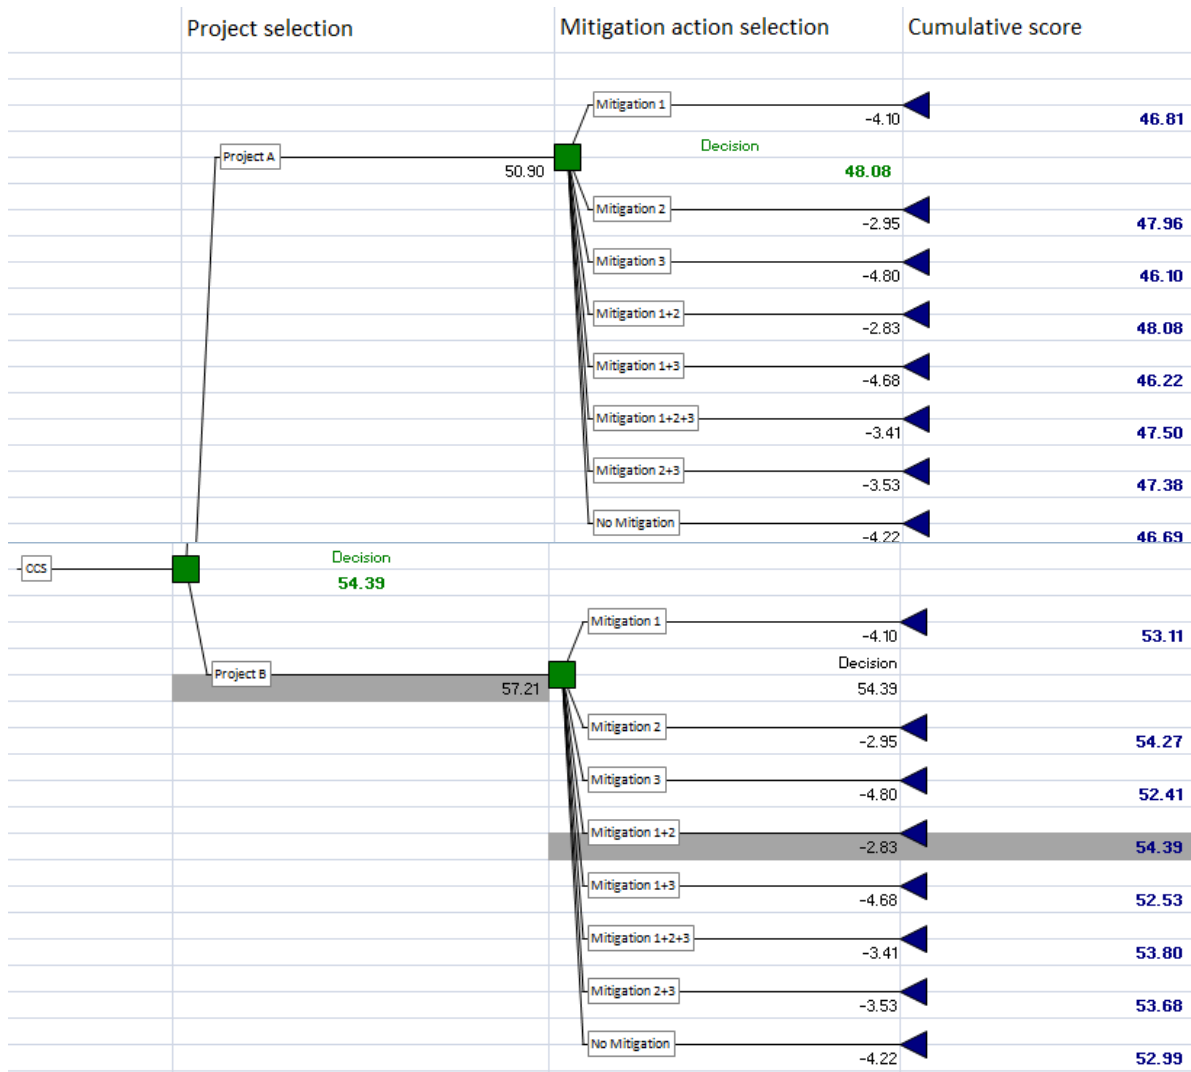 Project selection Mitigation action selection Cumulative score
Mitigation 1
-4.10 46.81
Decision
Project A
50.90 48.08
Mitigation 2
-2.95 47.96
Mitigation 3
-4.80 46.10
Mitigation 1+2
-2.83 48.08
Mitigation 1+3
-4.68 46.22
Mitigation 1+2+3
-3.41 47.50
Mitigation 2+3
-3.53 47.38
No Mitigation
-4.22 46.69
CCS Decision
54.39
Mitigation 1
-4.10 53.11
Decision
Project B
57.21 54.39
Mitigation 2
-2.95 54.27
Mitigation 3
-4.80 52.41
Mitigation 1+2
-2.83 54.39
Mitigation 1+3
-4.68 52.53
Mitigation 1+2+3
-3.41 53.80
Mitigation 2+3
-3.53 53.68
No Mitigation
-4.22 52.99